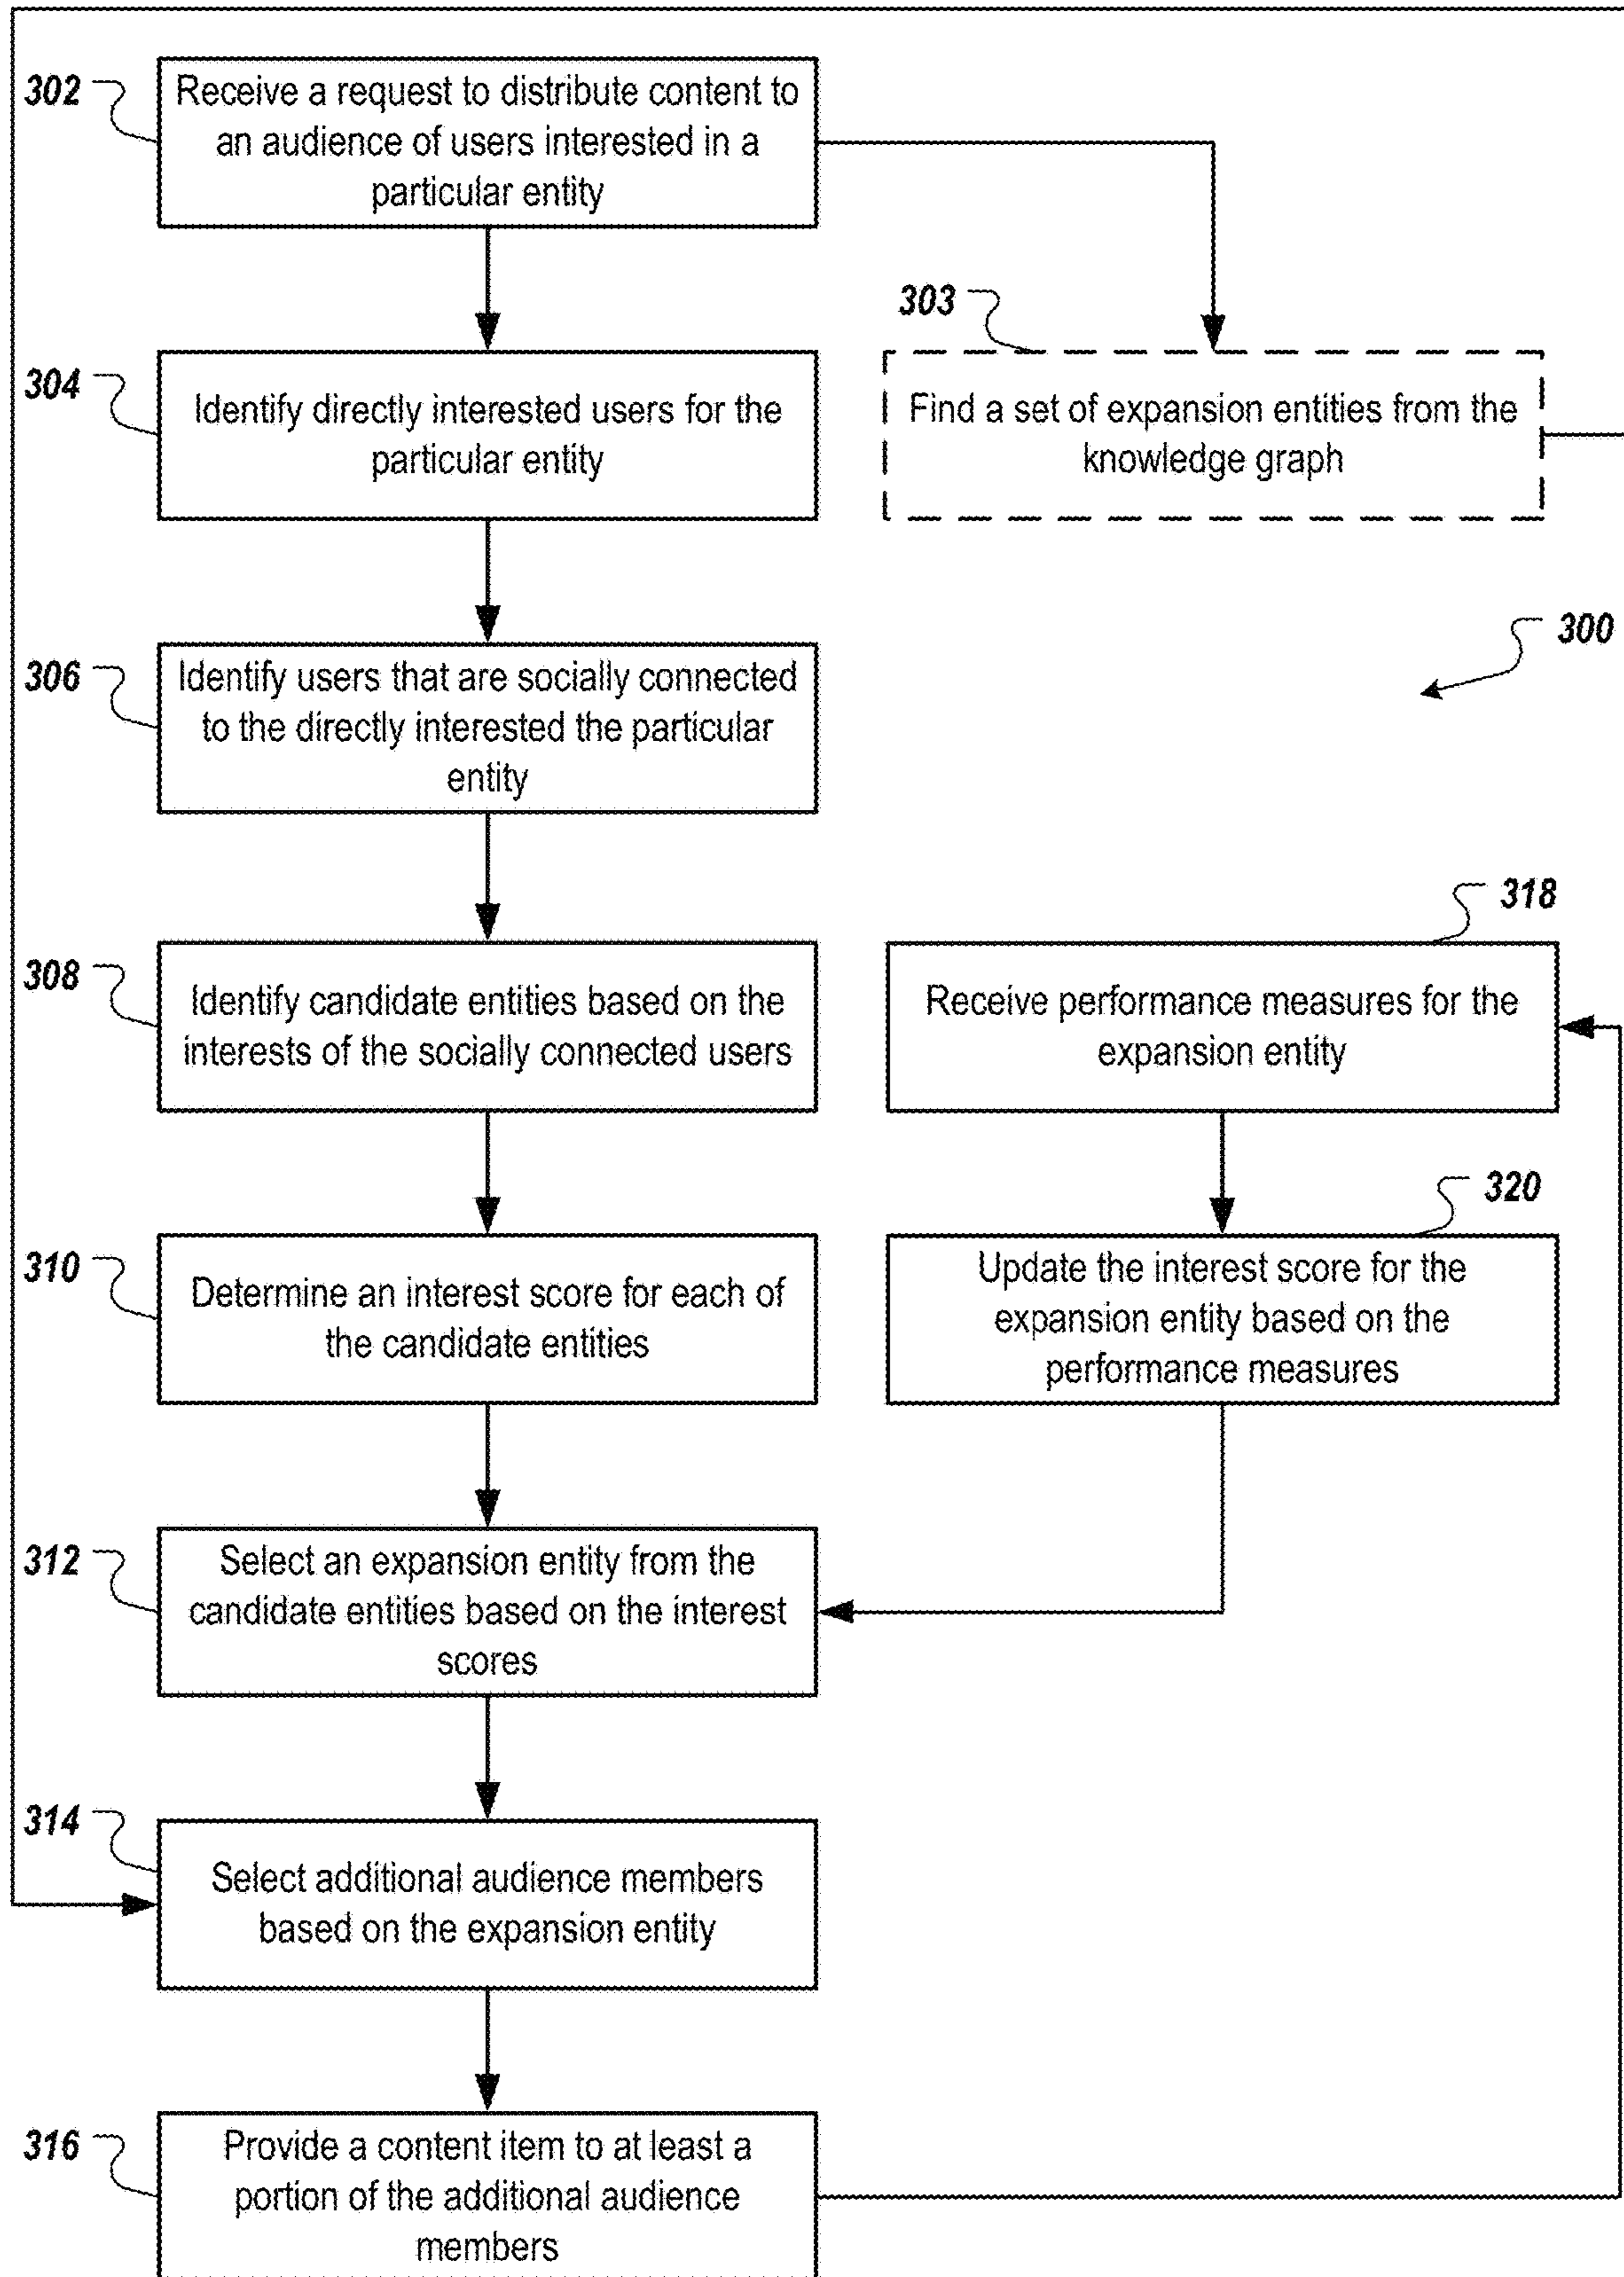 302
Receive a request to distribute content to
an audience of users interested in a
particular entity
303
304
Identify directly interested users for the
particular entity
Find a set of expansion entities from the
knowledge graph
300
306
Identify users that are socially connected
to the directly interested the particular
entity
318
308
Identify candidate entities based on the
interests of the socially connected users
Receive performance measures for the
expansion entity
320
310
Determine an interest score for each of
the candidate entities
Update the interest score for the
expansion entity based on the
performance measures
312
Select an expansion entity from the
candidate entities based on the interest
scores
314
Select additional audience members
based on the expansion entity
316
Provide a content item to at least a
portion of the additional audience
members